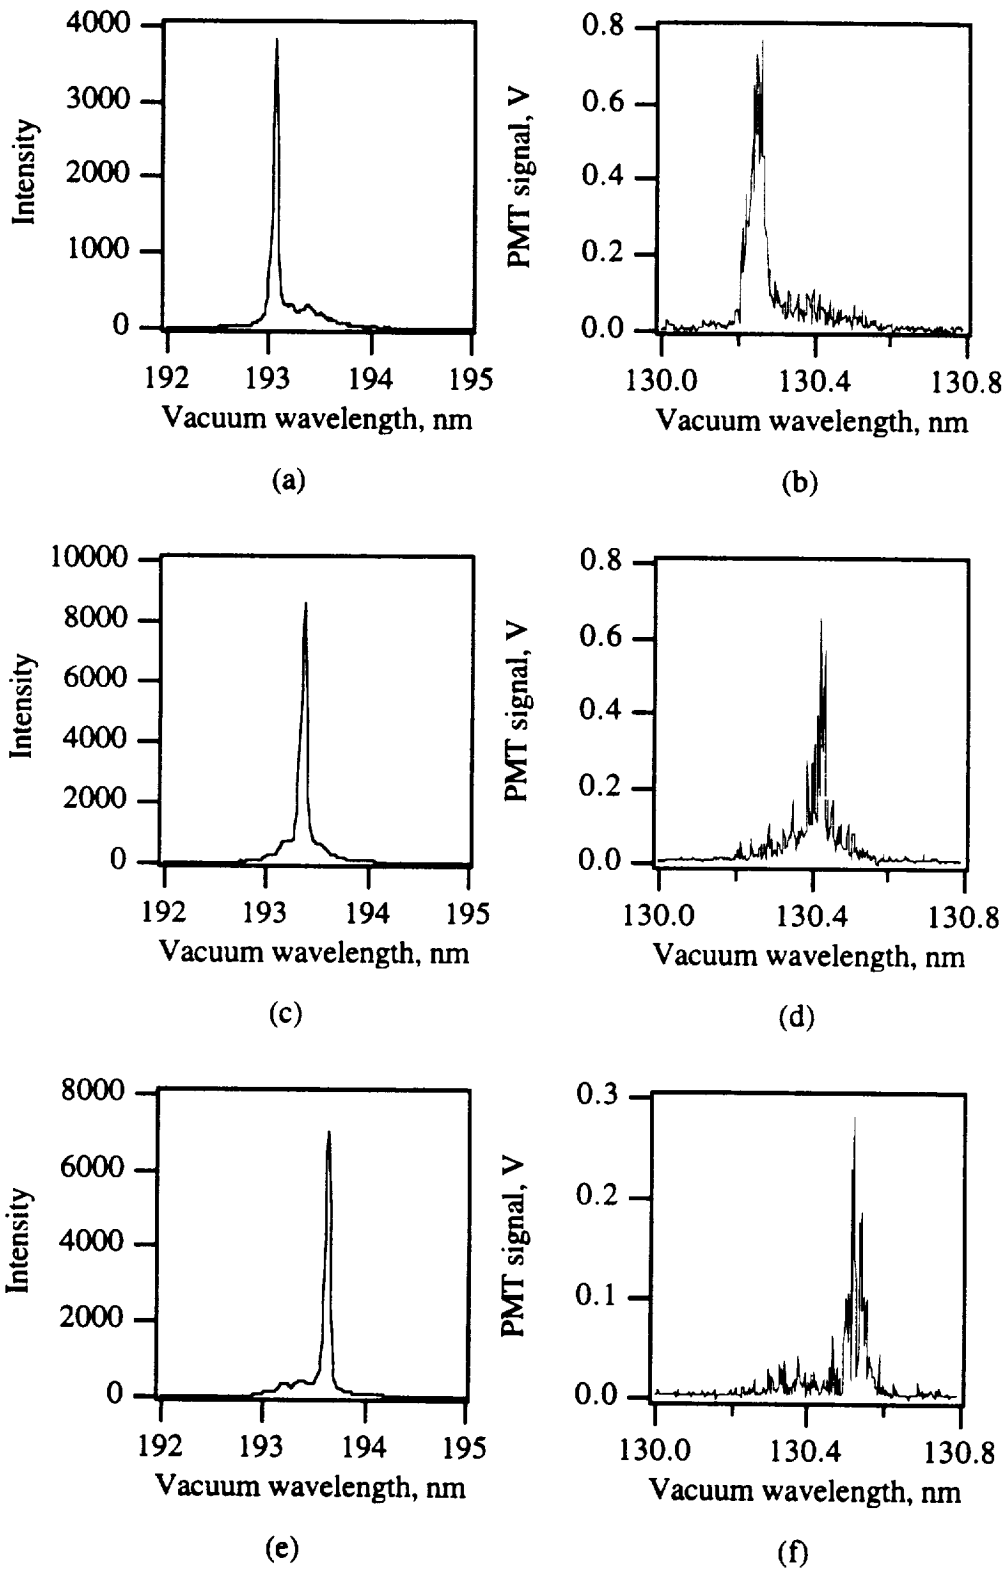 4000
3000
2000
1000
0
Intensity
192 193 194 195
Vacuum wavelength, nm
(a)
0.8
0.6
0.4
0.2
0.0
PMT signal, V
130.0 130.4 130.8
Vacuum wavelength, nm
(b)
10000
8000
6000
4000
2000
0
Intensity
192 193 194 195
Vacuum wavelength, nm
(c)
0.8
0.6
0.4
0.2
0.0
PMT signal, V
130.0 130.4 130.8
Vacuum wavelength, nm
(d)
8000
6000
4000
2000
0
Intensity
192 193 194 195
Vacuum wavelength, nm
(e)
0.3
0.2
0.1
0.0
PMT signal, V
130.0 130.4 130.8
Vacuum wavelength, nm
(f)